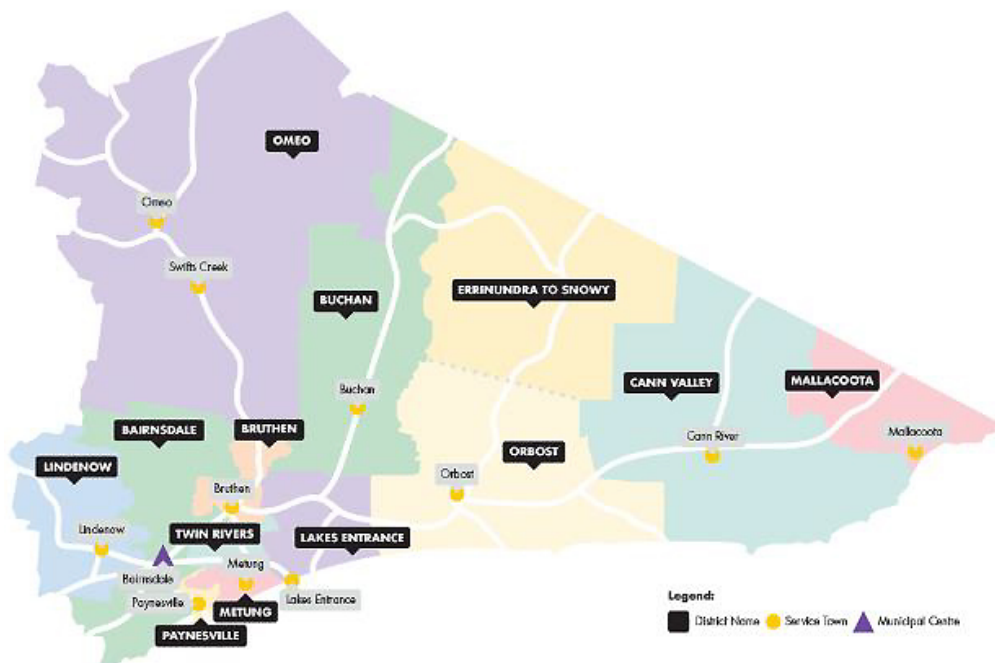 OMEO
Omeo
Swifts Creek
BUCHAN
ERRINUNDRA TO SNOWY
Buchan
CANN VALLEY
MALLACOOTA
BAIRNSDALE
BRUTHEN
Cann River
Mallacoota
ORBOST
LINDENOW
Orbost
Bruthen
Lindenow
TWIN RIVERS
LAKES ENTRANCE
Metung
Bairnsdale
Paynesville
METUNG
Lakes Entrance
PAYNESVILLE
Legend:
District Name Service Town Municipal Centre